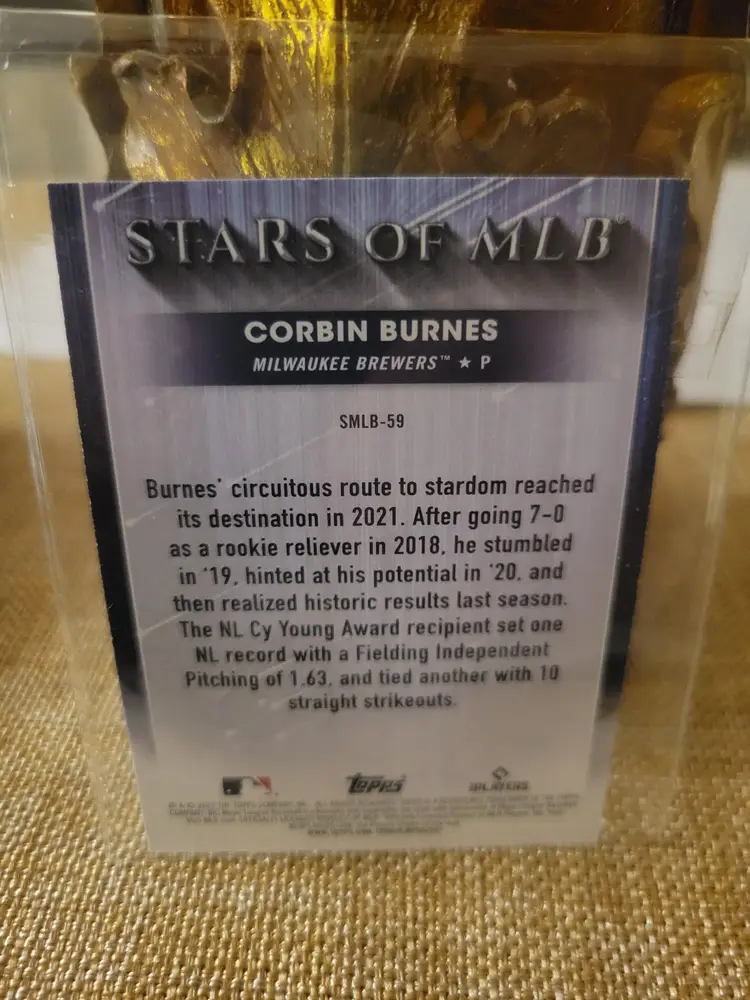 STARS OF MLB®
CORBIN BURNES
MILWAUKEE BREWERS™ ★ P
SMLB-59
Burnes' circuitous route to stardom reached
its destination in 2021. After going 7-0
as a rookie reliever in 2018, he stumbled
in '19, hinted at his potential in '20, and
then realized historic results last season.
The NL Cy Young Award recipient set one
NL record with a Fielding Independent
Pitching of 1.63, and tied another with 10
straight strikeouts.
Topps
PLAYERS